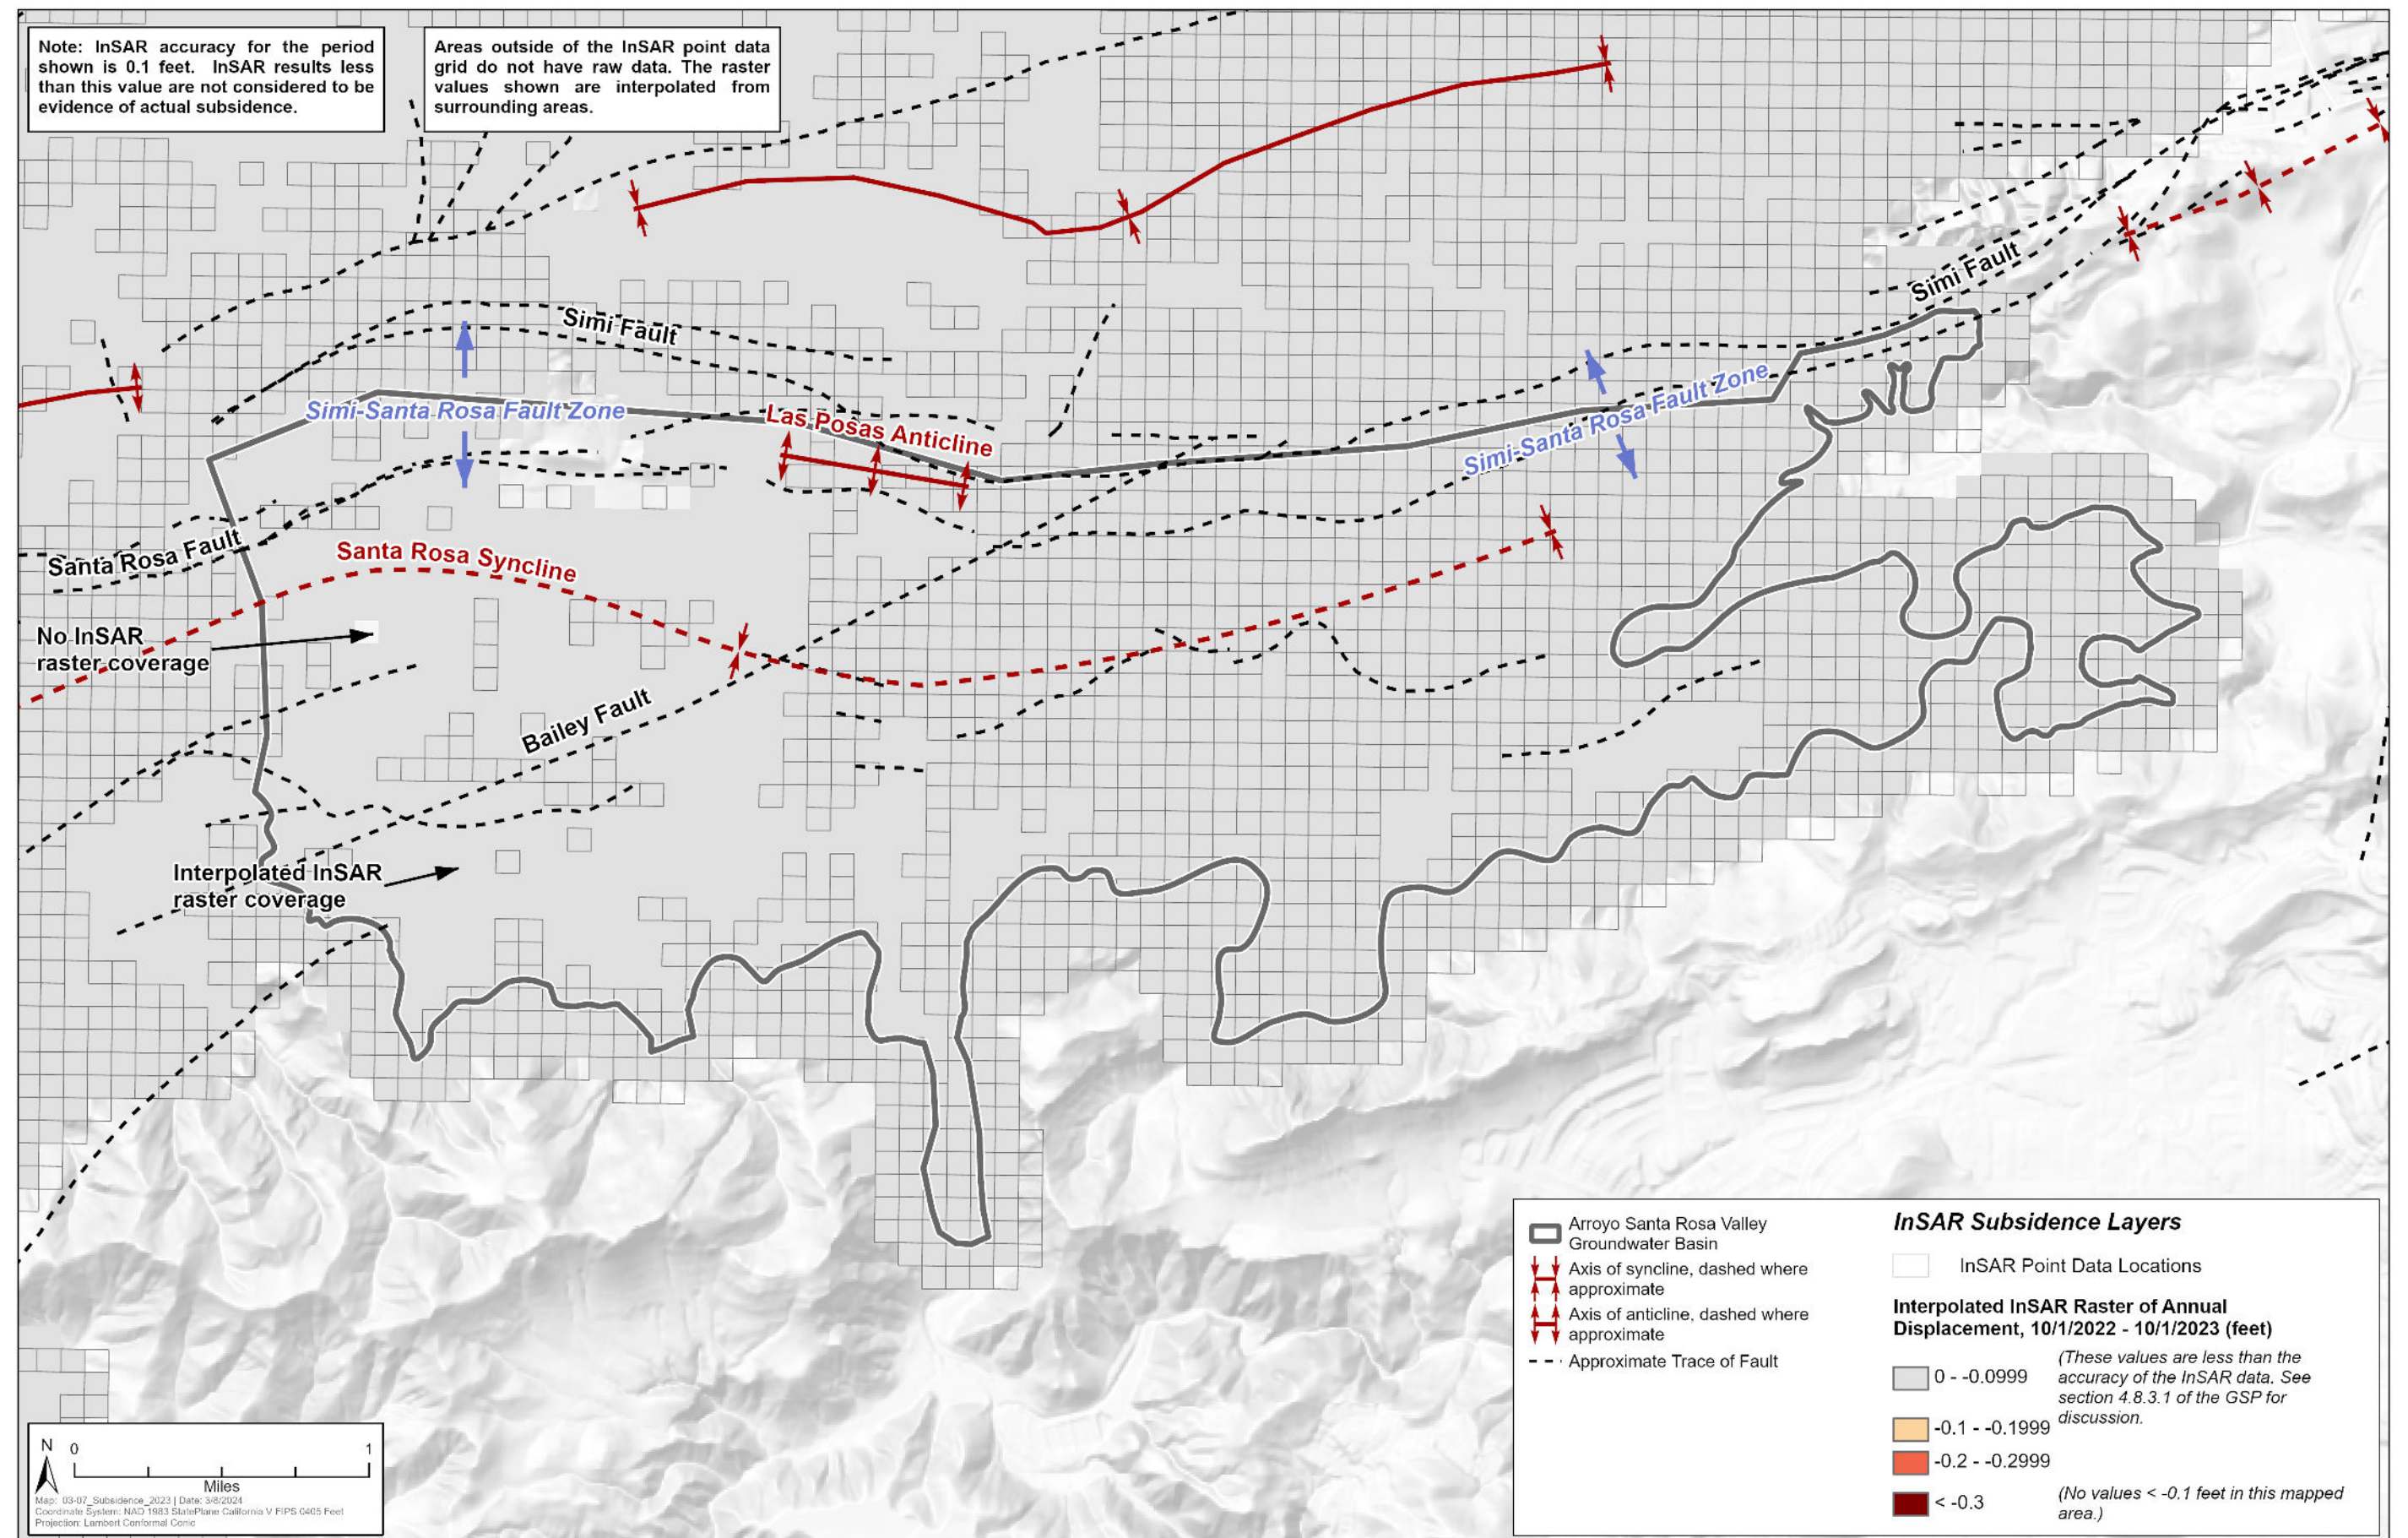 Note: InSAR accuracy for the period
shown is 0.1 feet. InSAR results less
than this value are not considered to be
evidence of actual subsidence.
Areas outside of the InSAR point data
grid do not have raw data. The raster
values shown are interpolated from
surrounding areas.
Simi Fault
Simi Fault
Simi-Santa Rosa Fault Zone
Simi-Santa Rosa Fault Zone
Las Posas Anticline
Santa Rosa Fault
Santa Rosa Syncline
No InSAR
raster coverage
Bailey Fault
Interpolated InSAR
raster coverage
Arroyo Santa Rosa Valley
Groundwater Basin
Axis of syncline, dashed where
approximate
Axis of anticline, dashed where
approximate
Approximate Trace of Fault
InSAR Subsidence Layers
InSAR Point Data Locations
Interpolated InSAR Raster of Annual
Displacement, 10/1/2022 - 10/1/2023 (feet)
0 - -0.0999
(These values are less than the
accuracy of the InSAR data. See
section 4.8.3.1 of the GSP for
discussion.
-0.1 - -0.1999
-0.2 - -0.2999
< -0.3
(No values < -0.1 feet in this mapped
area.)
N
0 1
Miles
Map: 03-07_Subsidence_2023 | Date: 3/8/2024
Coordinate System: NAD 1983 StatePlane California V FIPS 0405 Feet
Projection: Lambert Conformal Conic